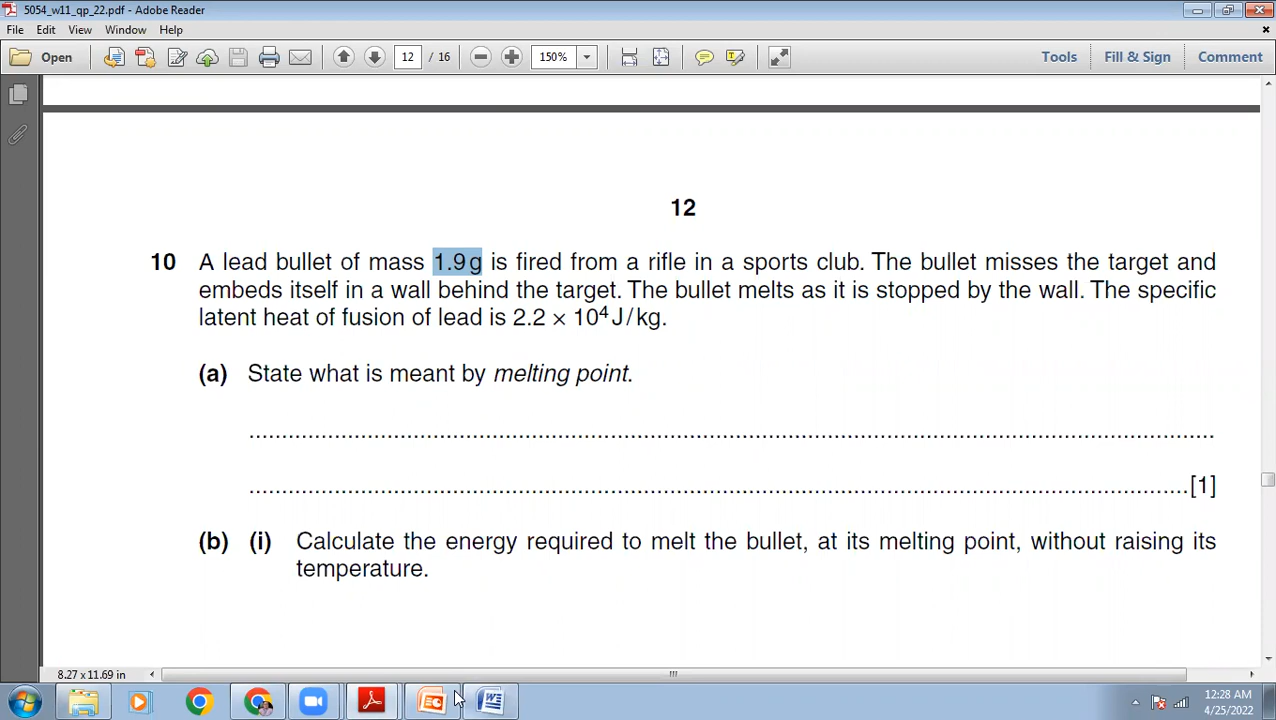 5054_w11_qp_22.pdf - Adobe Reader
File Edit View Window Help
Open 12 / 16 150% Tools Fill & Sign Comment
12
10 A lead bullet of mass 1.9 g is fired from a rifle in a sports club. The bullet misses the target and
embeds itself in a wall behind the target. The bullet melts as it is stopped by the wall. The specific
latent heat of fusion of lead is 2.2 × 10⁴ J/kg.
(a) State what is meant by melting point.
..........................................................................................................................................
......................................................................................................................................[1]
(b) (i) Calculate the energy required to melt the bullet, at its melting point, without raising its
temperature.
8.27 x 11.69 in
12:28 AM
4/25/2022